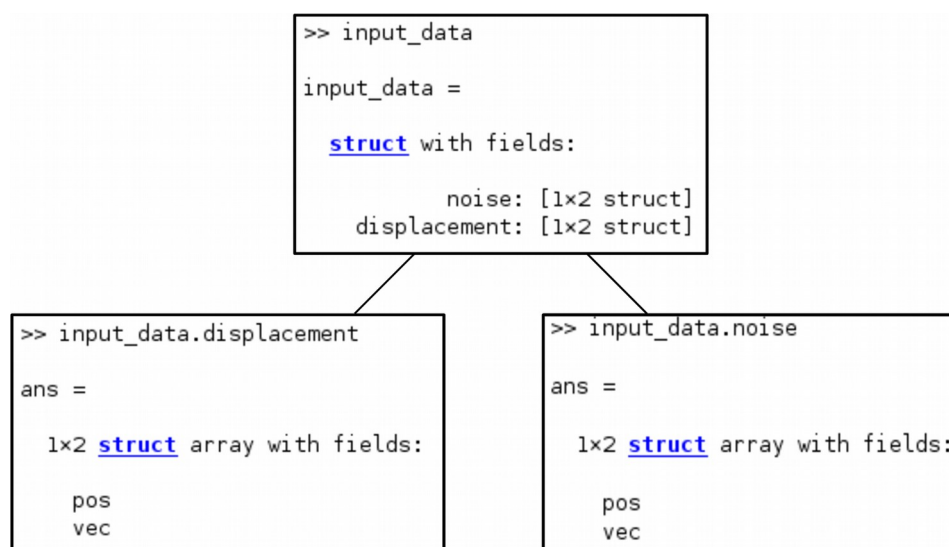 >> input_data
input_data =
struct with fields:
noise: [1×2 struct]
displacement: [1×2 struct]
>> input_data.displacement
ans =
1×2 struct array with fields:
pos
vec
>> input_data.noise
ans =
1×2 struct array with fields:
pos
vec